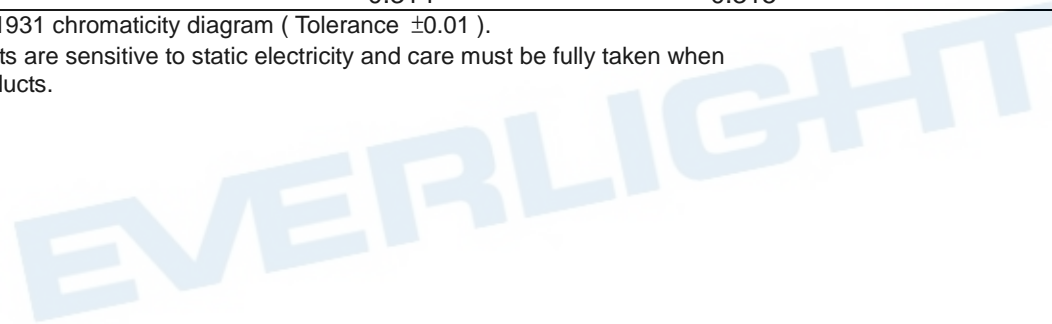 1931 chromaticity diagram ( Tolerance ±0.01 ).
ts are sensitive to static electricity and care must be fully taken when
ducts.
EVERLIGHT